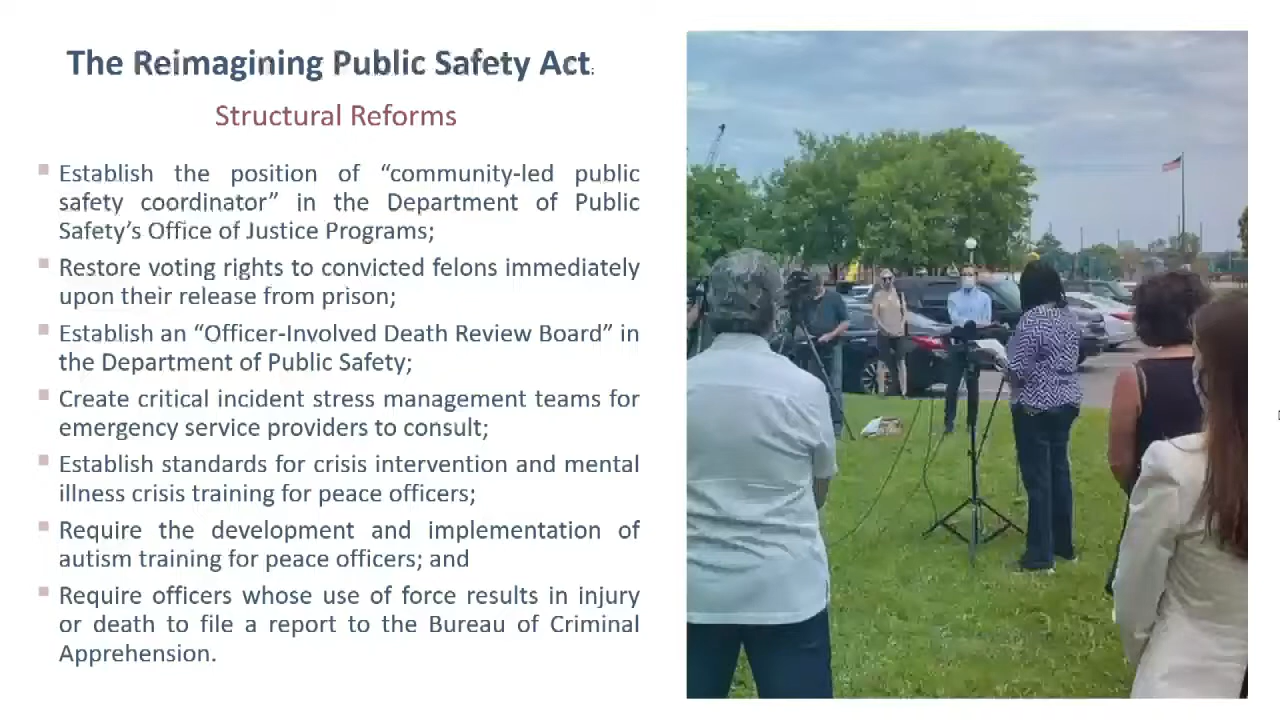 The Reimagining Public Safety Act
Structural Reforms
Establish the position of “community-led public
safety coordinator” in the Department of Public
Safety’s Office of Justice Programs;
Restore voting rights to convicted felons immediately
upon their release from prison;
Establish an “Officer-Involved Death Review Board” in
the Department of Public Safety;
Create critical incident stress management teams for
emergency service providers to consult;
Establish standards for crisis intervention and mental
illness crisis training for peace officers;
Require the development and implementation of
autism training for peace officers; and
Require officers whose use of force results in injury
or death to file a report to the Bureau of Criminal
Apprehension.